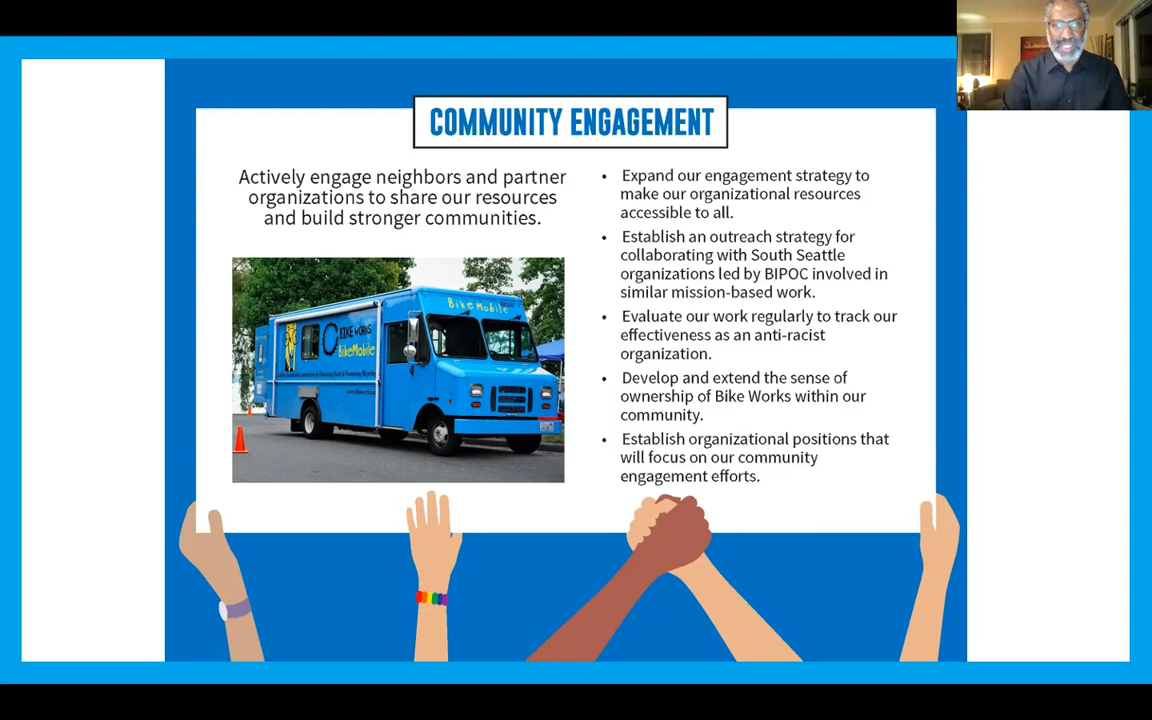 COMMUNITY ENGAGEMENT
Actively engage neighbors and partner
organizations to share our resources
and build stronger communities.
• Expand our engagement strategy to
make our organizational resources
accessible to all.
• Establish an outreach strategy for
collaborating with South Seattle
organizations led by BIPOC involved in
similar mission-based work.
• Evaluate our work regularly to track our
effectiveness as an anti-racist
organization.
• Develop and extend the sense of
ownership of Bike Works within our
community.
• Establish organizational positions that
will focus on our community
engagement efforts.
BikeMobile
BIKE WORKS
BikeMobile